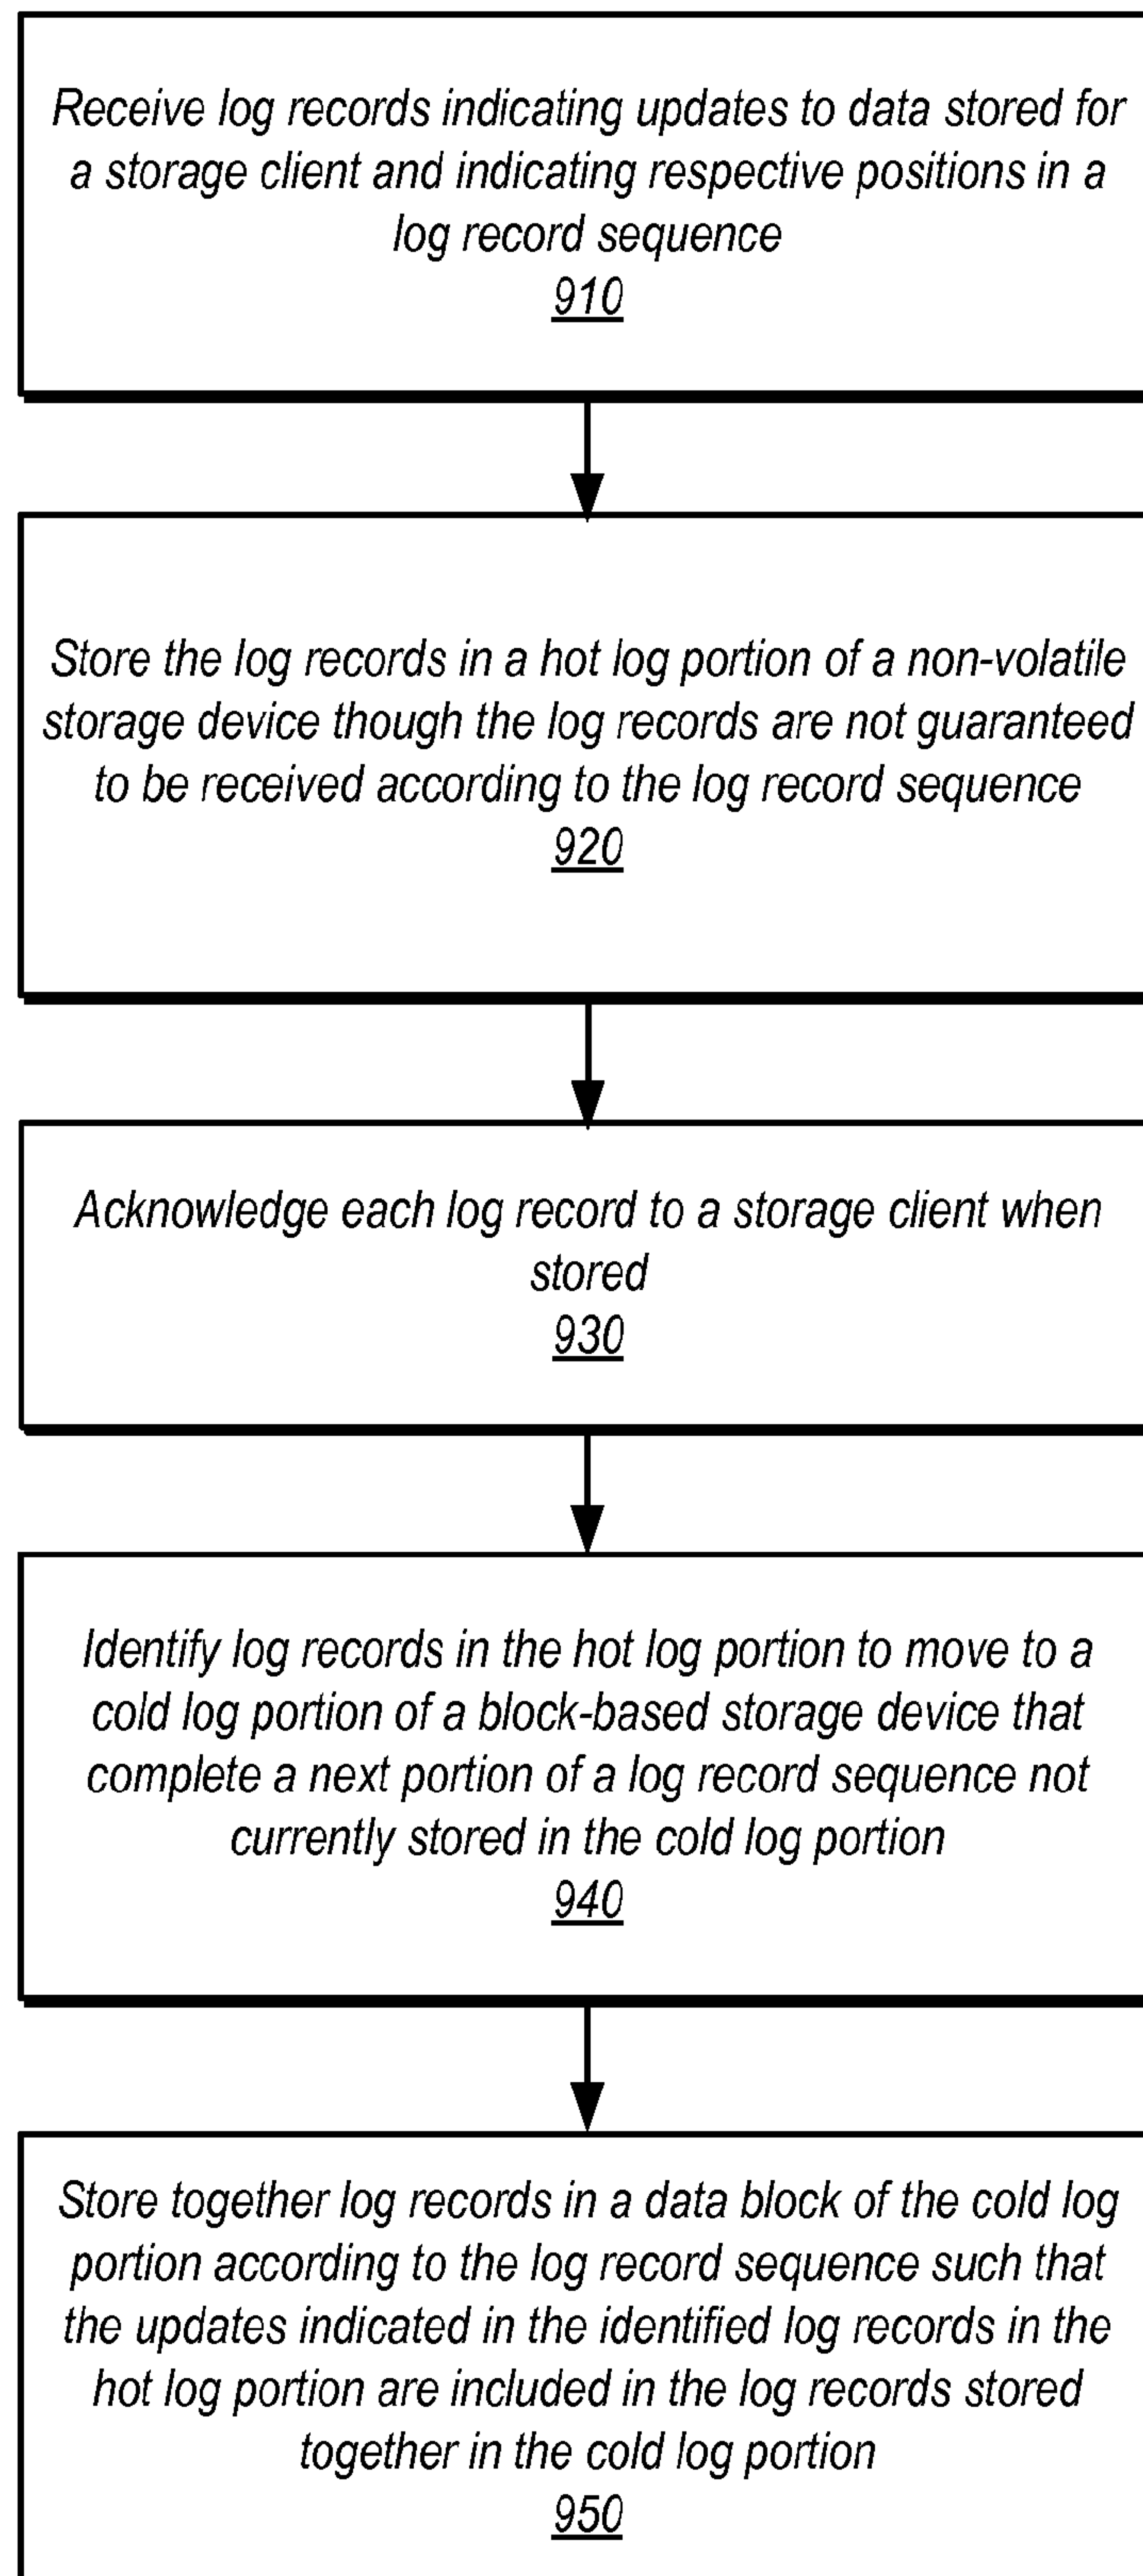 Receive log records indicating updates to data stored for
a storage client and indicating respective positions in a
log record sequence
910
Store the log records in a hot log portion of a non-volatile
storage device though the log records are not guaranteed
to be received according to the log record sequence
920
Acknowledge each log record to a storage client when
stored
930
Identify log records in the hot log portion to move to a
cold log portion of a block-based storage device that
complete a next portion of a log record sequence not
currently stored in the cold log portion
940
Store together log records in a data block of the cold log
portion according to the log record sequence such that
the updates indicated in the identified log records in the
hot log portion are included in the log records stored
together in the cold log portion
950